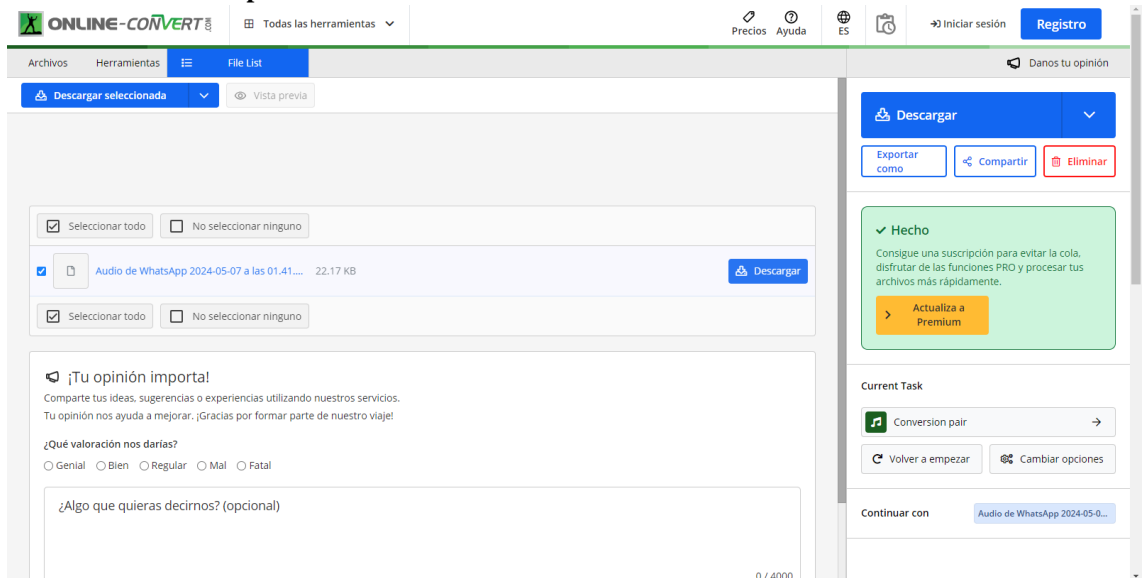 ONLINE-CONVERT.COM
Todas las herramientas
Precios
Ayuda
ES
Iniciar sesión
Registro
Archivos
Herramientas
File List
Danos tu opinión
Descargar seleccionada
Vista previa
Descargar
Exportar
como
Compartir
Eliminar
Seleccionar todo
No seleccionar ninguno
Audio de WhatsApp 2024-05-07 a las 01.41....
22.17 KB
Descargar
Seleccionar todo
No seleccionar ninguno
Hecho
Consigue una suscripción para evitar la cola,
disfrutar de las funciones PRO y procesar tus
archivos más rápidamente.
Actualiza a
Premium
¡Tu opinión importa!
Comparte tus ideas, sugerencias o experiencias utilizando nuestros servicios.
Tu opinión nos ayuda a mejorar. ¡Gracias por formar parte de nuestro viaje!
¿Qué valoración nos darías?
Genial Bien Regular Mal Fatal
¿Algo que quieras decirnos? (opcional)
0 / 4000
Current Task
Conversion pair
Volver a empezar
Cambiar opciones
Continuar con
Audio de WhatsApp 2024-05-0...